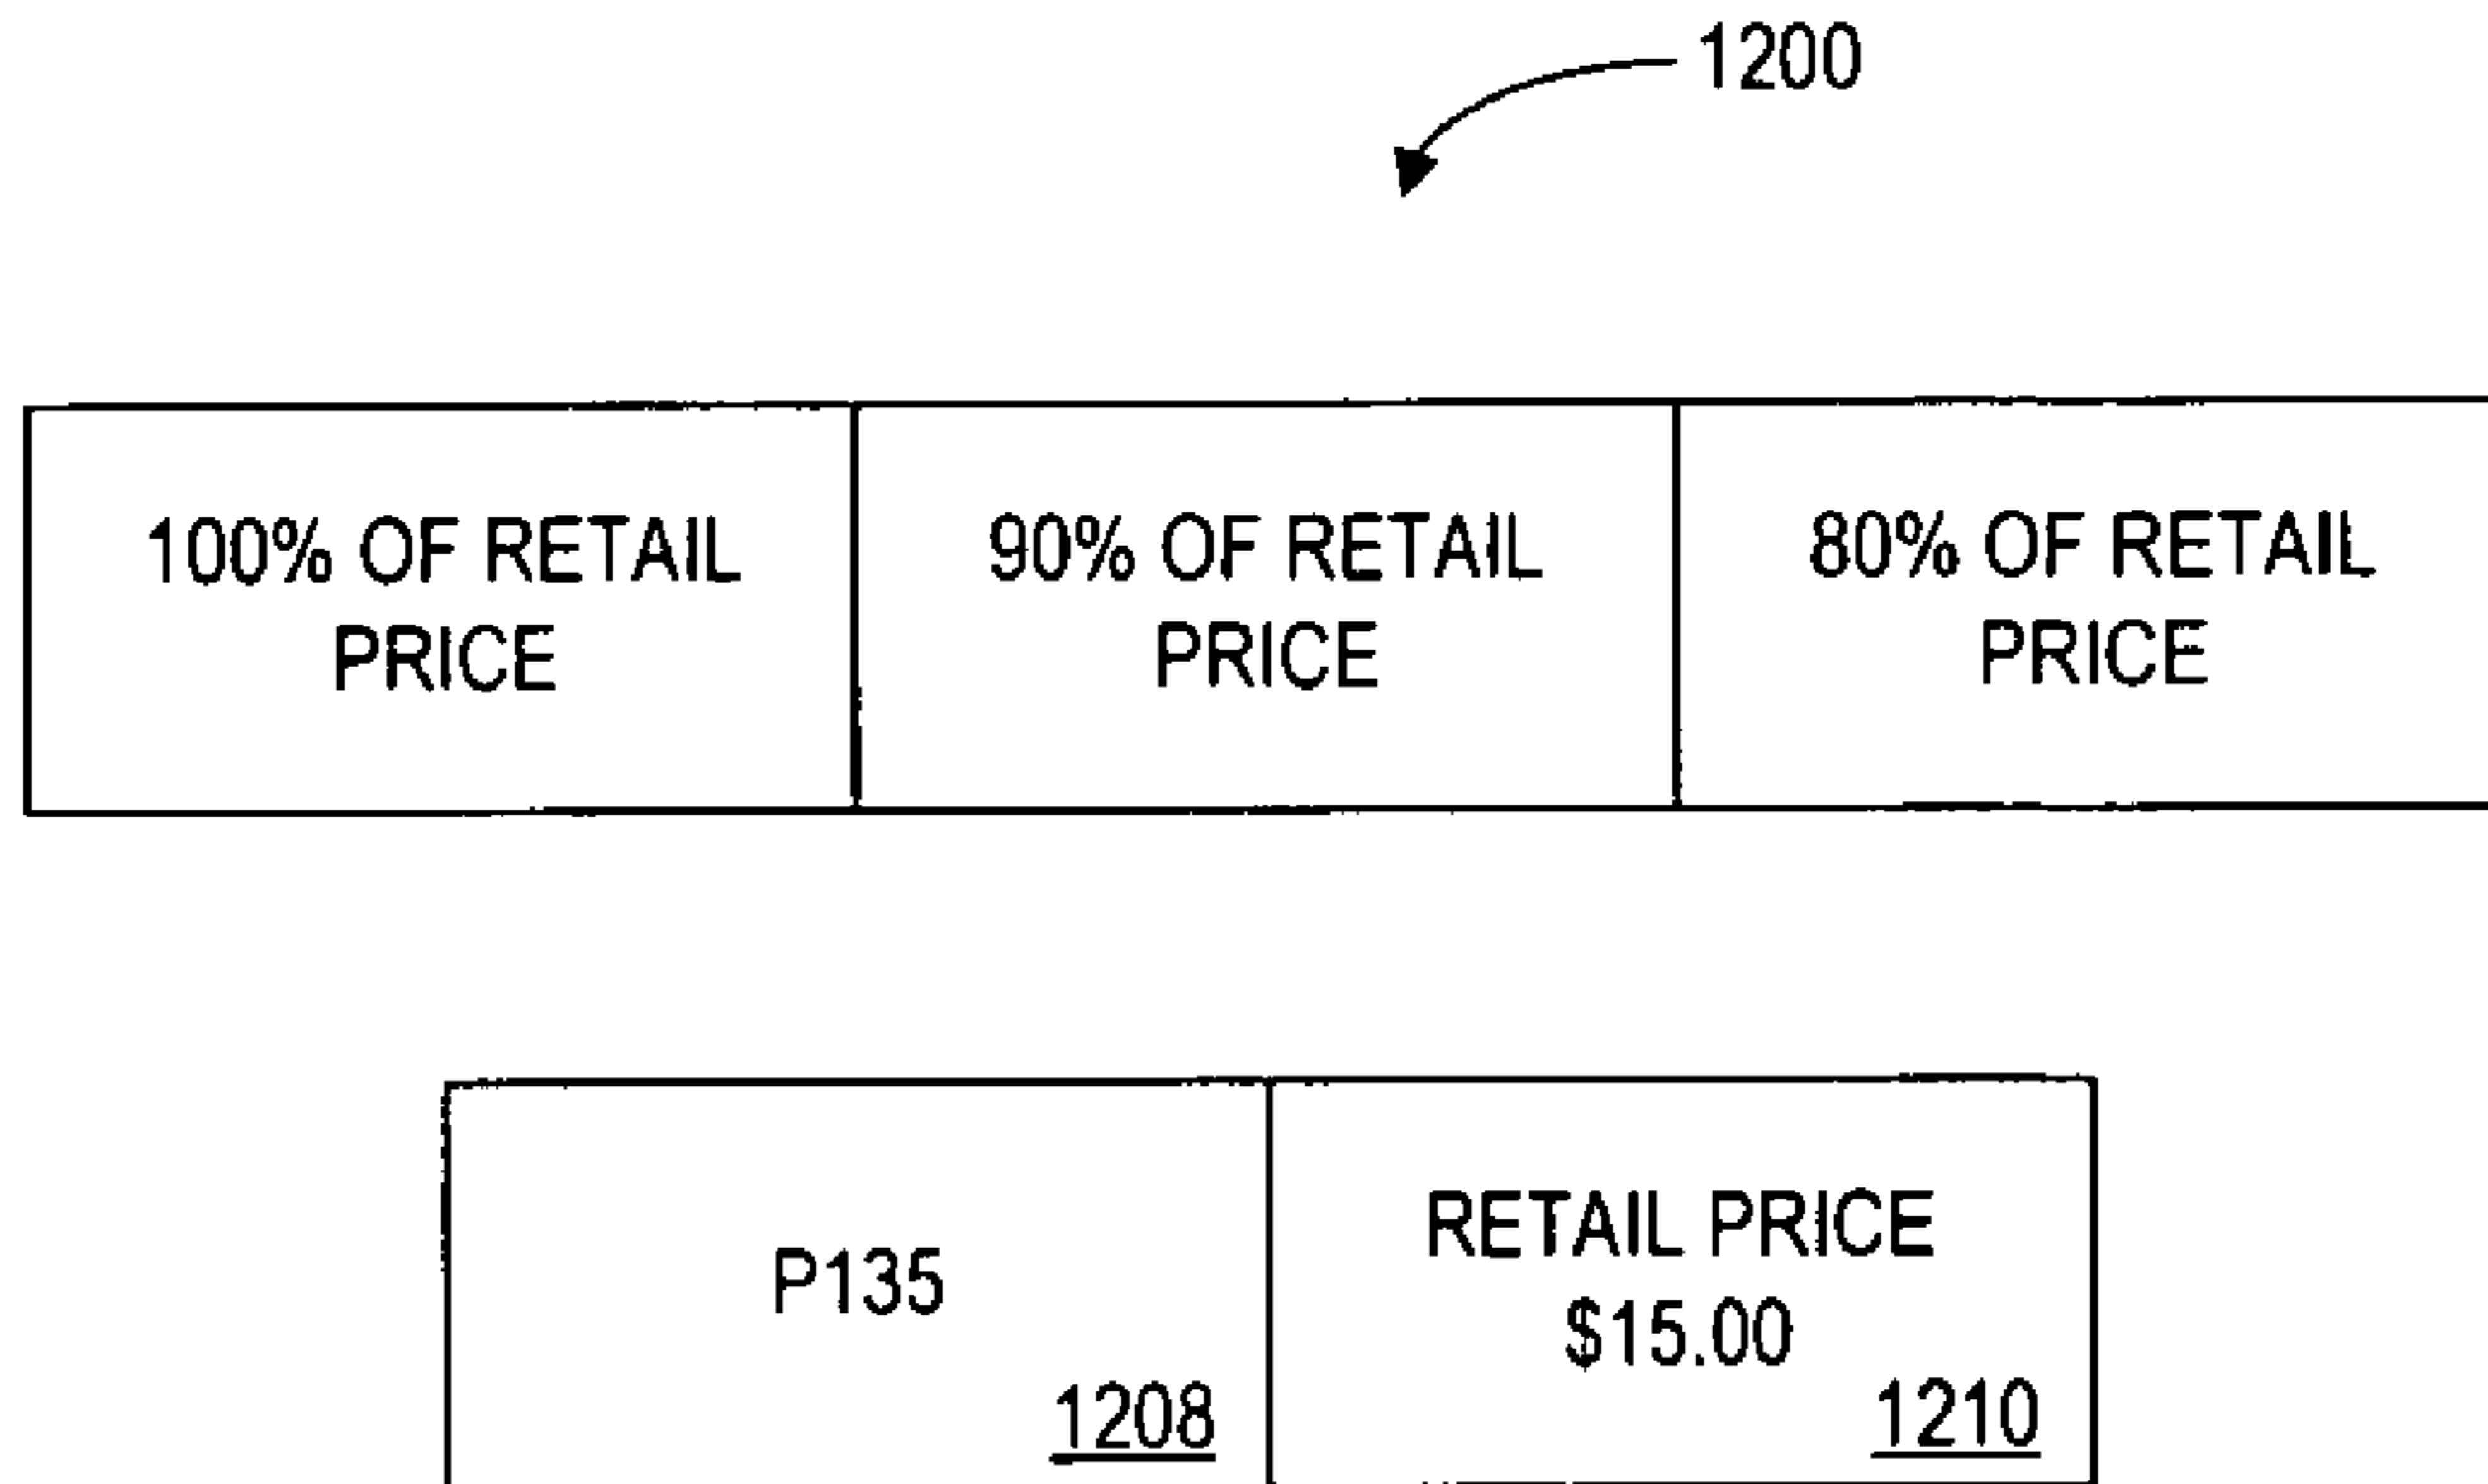 1200
100% OF RETAIL
PRICE
90% OF RETAIL
PRICE
80% OF RETAIL
PRICE
P135
1208
RETAIL PRICE
$15.00
1210